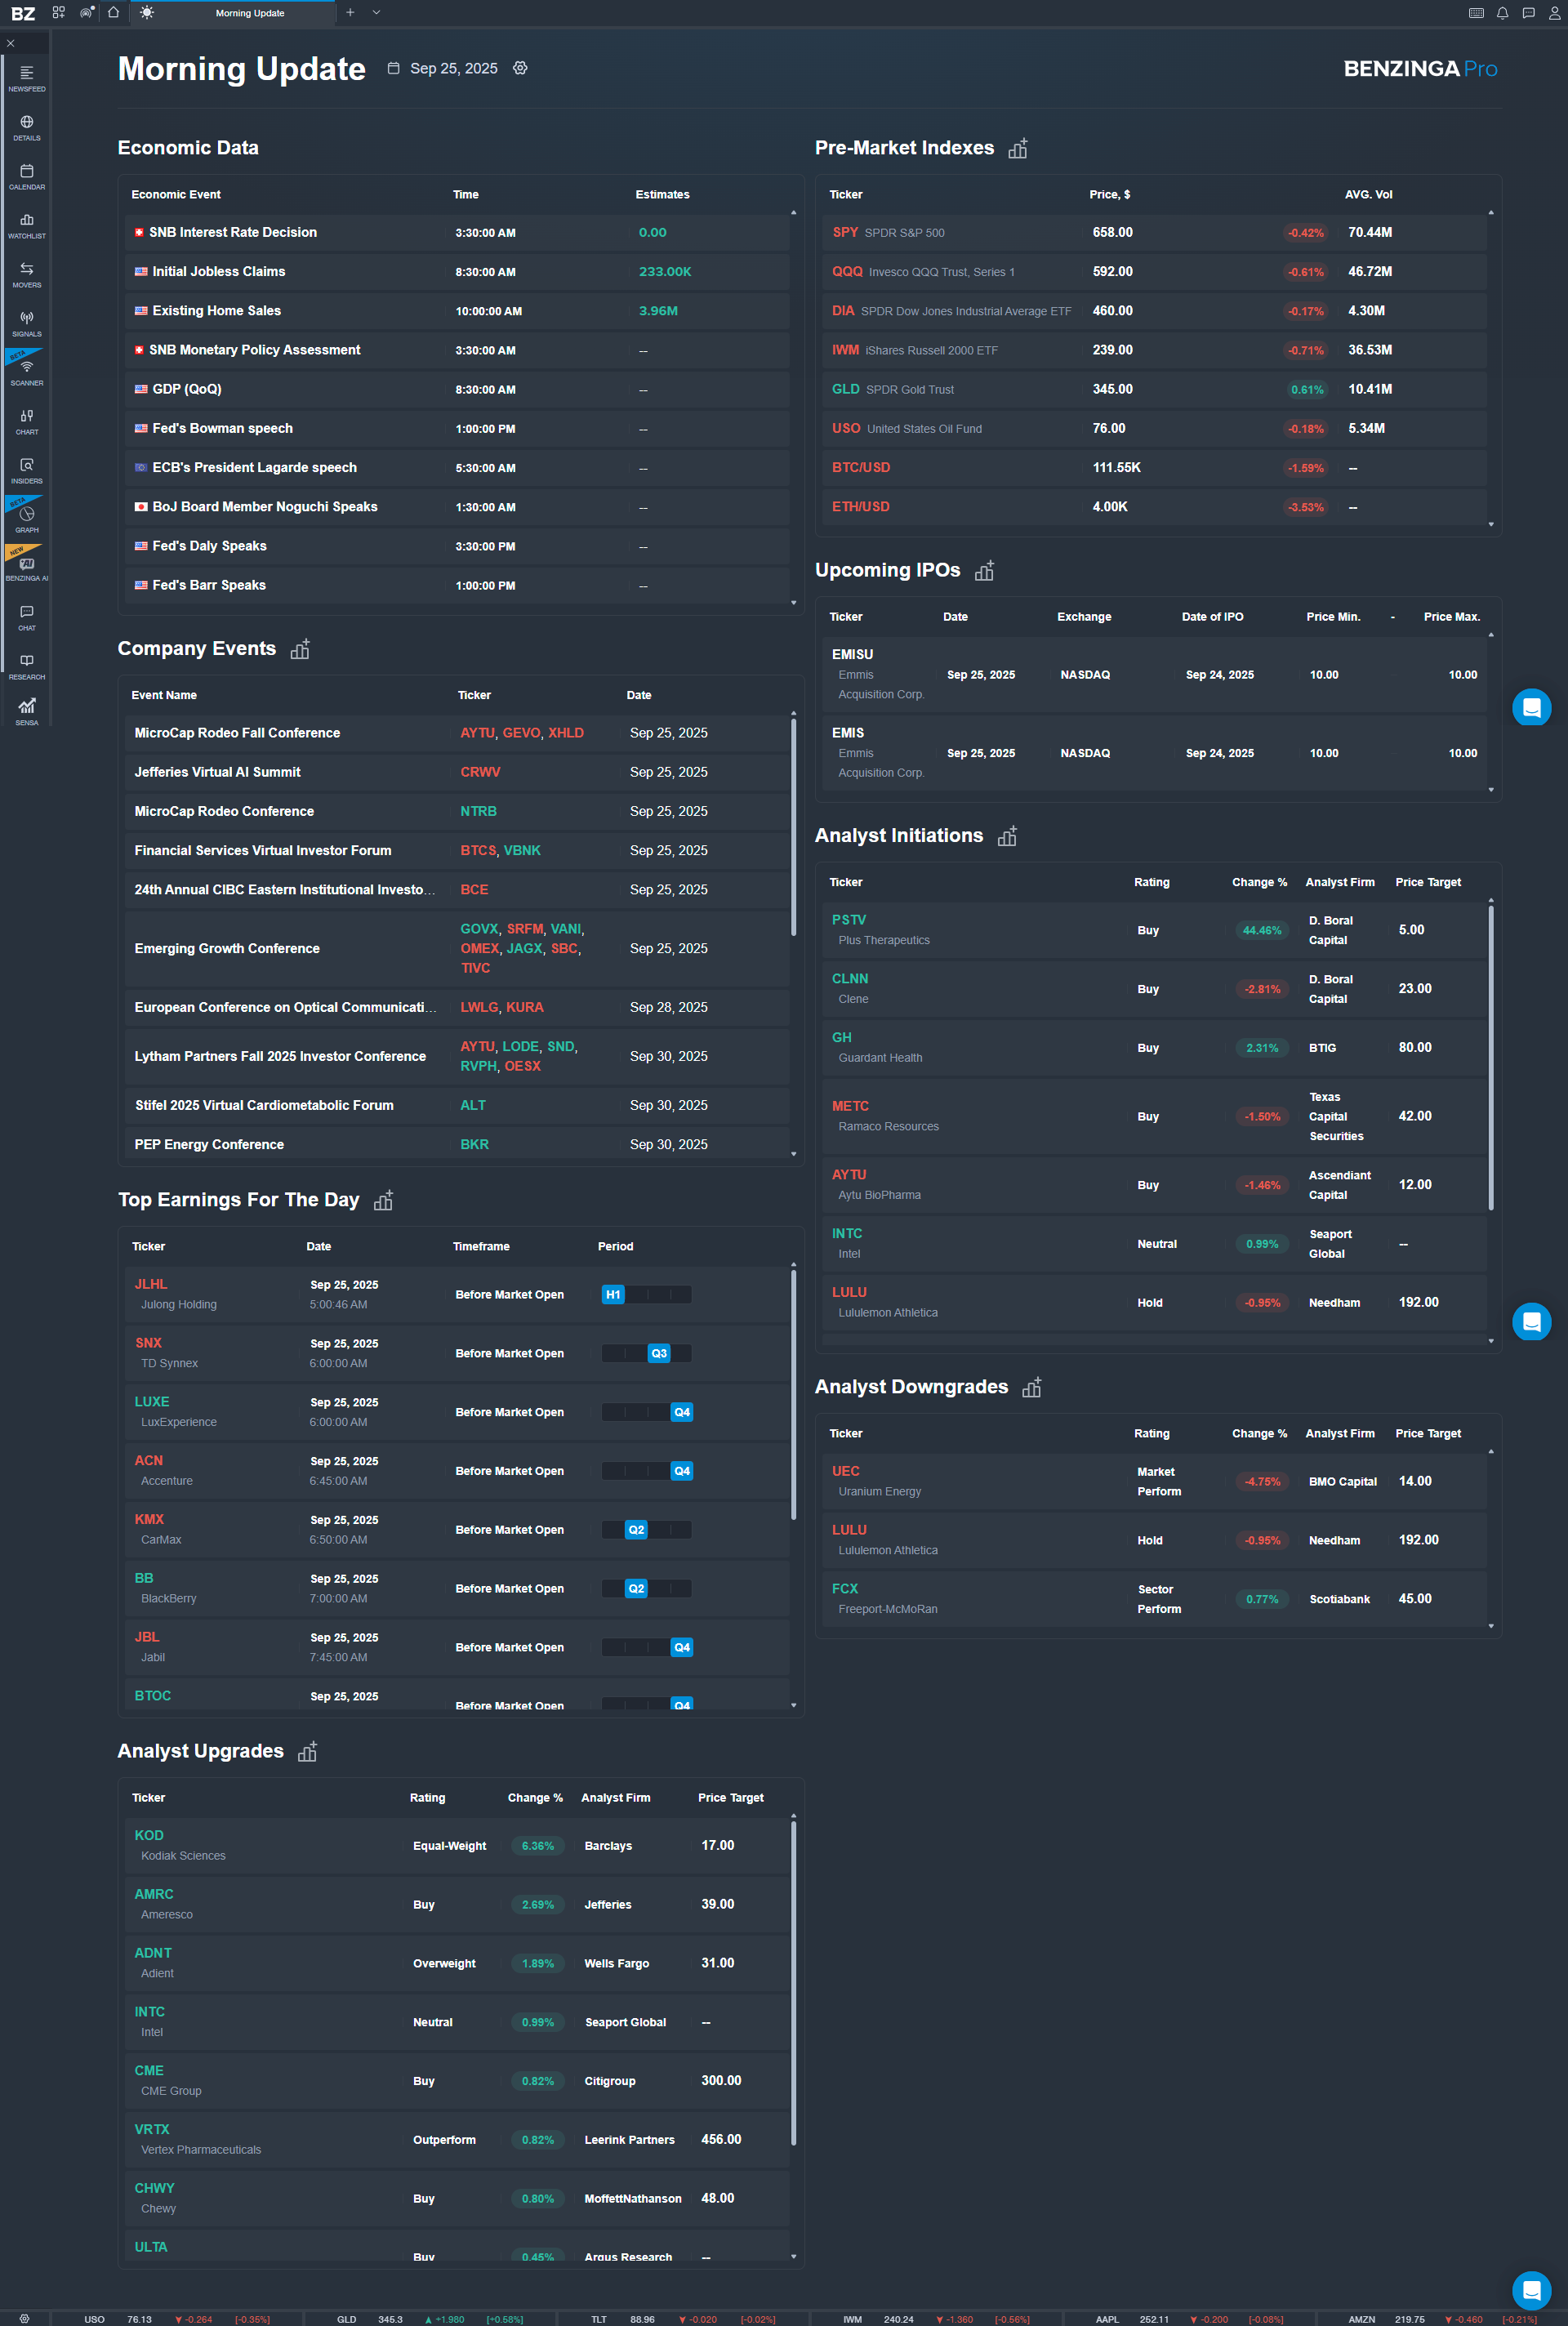 BZ
Morning Update
NEWSFEED
DETAILS
CALENDAR
WATCHLIST
MOVERS
SIGNALS
BETA
SCANNER
CHART
INSIDERS
BETA
GRAPH
NEW
AI
BENZINGA AI
CHAT
RESEARCH
SENSA
Morning Update Sep 25, 2025
BENZINGA Pro
Economic Data
Economic Event Time Estimates
SNB Interest Rate Decision 3:30:00 AM 0.00
Initial Jobless Claims 8:30:00 AM 233.00K
Existing Home Sales 10:00:00 AM 3.96M
SNB Monetary Policy Assessment 3:30:00 AM --
GDP (QoQ) 8:30:00 AM --
Fed's Bowman speech 1:00:00 PM --
ECB's President Lagarde speech 5:30:00 AM --
BoJ Board Member Noguchi Speaks 1:30:00 AM --
Fed's Daly Speaks 3:30:00 PM --
Fed's Barr Speaks 1:00:00 PM --
Company Events
Event Name Ticker Date
MicroCap Rodeo Fall Conference AYTU, GEVO, XHLD Sep 25, 2025
Jefferies Virtual AI Summit CRWV Sep 25, 2025
MicroCap Rodeo Conference NTRB Sep 25, 2025
Financial Services Virtual Investor Forum BTCS, VBNK Sep 25, 2025
24th Annual CIBC Eastern Institutional Investo... BCE Sep 25, 2025
GOVX, SRFM, VANI,
Emerging Growth Conference OMEX, JAGX, SBC, Sep 25, 2025
TIVC
European Conference on Optical Communicati... LWLG, KURA Sep 28, 2025
AYTU, LODE, SND,
Lytham Partners Fall 2025 Investor Conference Sep 30, 2025
RVPH, OESX
Stifel 2025 Virtual Cardiometabolic Forum ALT Sep 30, 2025
PEP Energy Conference BKR Sep 30, 2025
Top Earnings For The Day
Ticker Date Timeframe Period
JLHL Sep 25, 2025
Before Market Open H1
Julong Holding 5:00:46 AM
SNX Sep 25, 2025
Before Market Open Q3
TD Synnex 6:00:00 AM
LUXE Sep 25, 2025
Before Market Open Q4
LuxExperience 6:00:00 AM
ACN Sep 25, 2025
Before Market Open Q4
Accenture 6:45:00 AM
KMX Sep 25, 2025
Before Market Open Q2
CarMax 6:50:00 AM
BB Sep 25, 2025
Before Market Open Q2
BlackBerry 7:00:00 AM
JBL Sep 25, 2025
Before Market Open Q4
Jabil 7:45:00 AM
BTOC Sep 25, 2025
Before Market Open Q4
Analyst Upgrades
Ticker Rating Change % Analyst Firm Price Target
KOD
Equal-Weight 6.36% Barclays 17.00
Kodiak Sciences
AMRC
Buy 2.69% Jefferies 39.00
Ameresco
ADNT
Overweight 1.89% Wells Fargo 31.00
Adient
INTC
Neutral 0.99% Seaport Global --
Intel
CME
Buy 0.82% Citigroup 300.00
CME Group
VRTX
Outperform 0.82% Leerink Partners 456.00
Vertex Pharmaceuticals
CHWY
Buy 0.80% MoffettNathanson 48.00
Chewy
ULTA
Buy 0.45% Argus Research --
Pre-Market Indexes
Ticker Price, $ AVG. Vol
SPY SPDR S&P 500 658.00 -0.42% 70.44M
QQQ Invesco QQQ Trust, Series 1 592.00 -0.61% 46.72M
DIA SPDR Dow Jones Industrial Average ETF 460.00 -0.17% 4.30M
IWM iShares Russell 2000 ETF 239.00 -0.71% 36.53M
GLD SPDR Gold Trust 345.00 0.61% 10.41M
USO United States Oil Fund 76.00 -0.18% 5.34M
BTC/USD 111.55K -1.59% --
ETH/USD 4.00K -3.53% --
Upcoming IPOs
Ticker Date Exchange Date of IPO Price Min. - Price Max.
EMISU
Emmis Sep 25, 2025 NASDAQ Sep 24, 2025 10.00 10.00
Acquisition Corp.
EMIS
Emmis Sep 25, 2025 NASDAQ Sep 24, 2025 10.00 10.00
Acquisition Corp.
Analyst Initiations
Ticker Rating Change % Analyst Firm Price Target
PSTV D. Boral
Buy 44.46% 5.00
Plus Therapeutics Capital
CLNN D. Boral
Buy -2.81% 23.00
Clene Capital
GH
Buy 2.31% BTIG 80.00
Guardant Health
Texas
METC
Buy -1.50% Capital 42.00
Ramaco Resources
Securities
AYTU Ascendiant
Buy -1.46% 12.00
Aytu BioPharma Capital
INTC Seaport
Neutral 0.99% --
Intel Global
LULU
Hold -0.95% Needham 192.00
Lululemon Athletica
Analyst Downgrades
Ticker Rating Change % Analyst Firm Price Target
UEC Market
-4.75% BMO Capital 14.00
Uranium Energy Perform
LULU
Hold -0.95% Needham 192.00
Lululemon Athletica
FCX Sector
0.77% Scotiabank 45.00
Freeport-McMoRan Perform
USO 76.13 ▼ -0.264 [-0.35%] GLD 345.3 ▲ +1.980 [+0.58%] TLT 88.96 ▼ -0.020 [-0.02%] IWM 240.24 ▼ -1.360 [-0.56%] AAPL 252.11 ▼ -0.200 [-0.08%] AMZN 219.75 ▼ -0.460 [-0.21%]